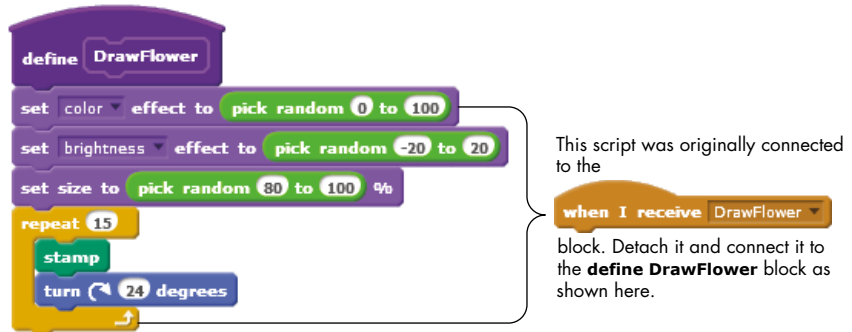 define DrawFlower
set color effect to pick random 0 to 100
set brightness effect to pick random -20 to 20
set size to pick random 80 to 100 %
repeat 15
stamp
turn 24 degrees
This script was originally connected
to the
when I receive DrawFlower
block. Detach it and connect it to
the define DrawFlower block as
shown here.